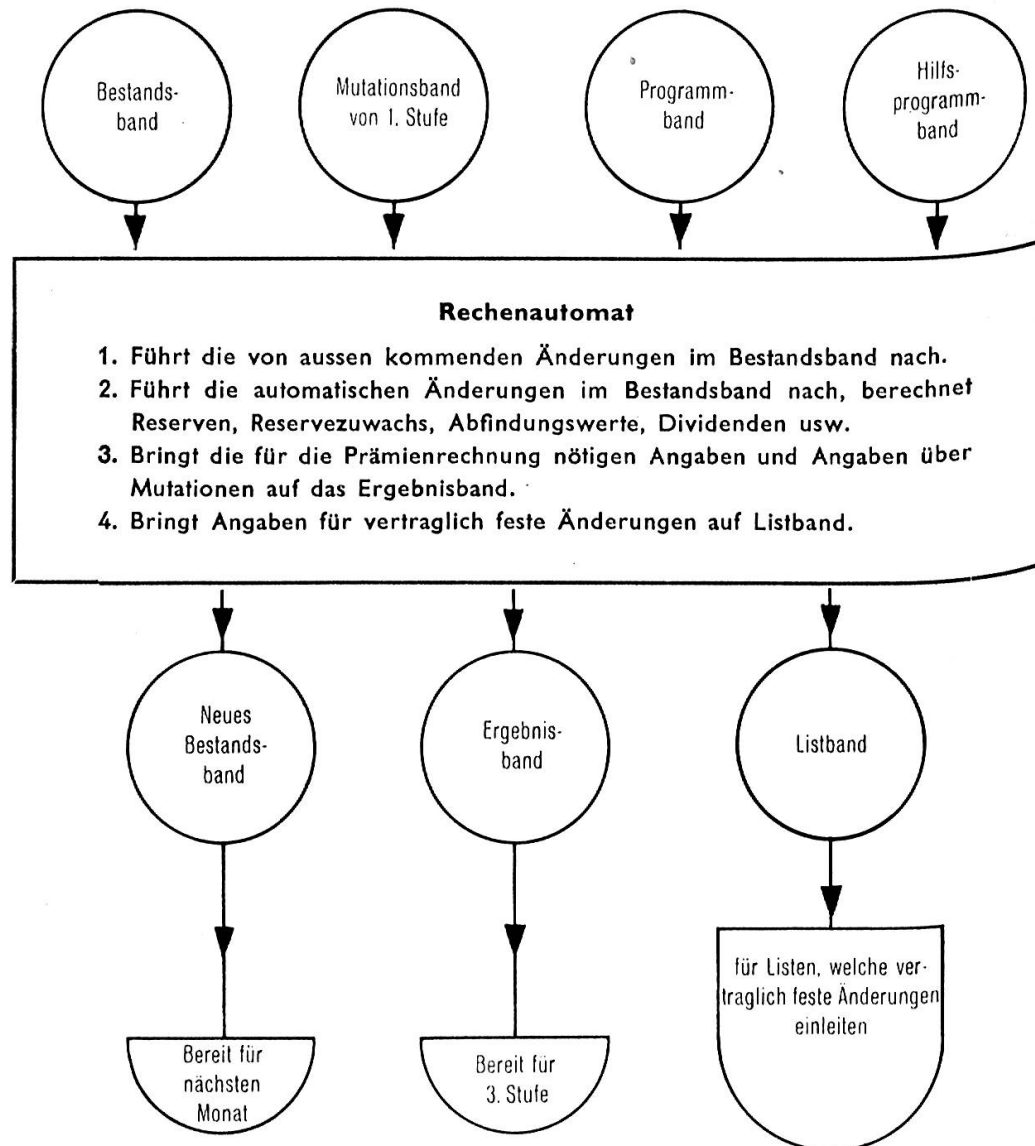 Bestands-
band
Mutationsband
von 1. Stufe
Programm-
band
Hilfs-
programm-
band
Rechenautomat
1. Führt die von aussen kommenden Änderungen im Bestandsband nach.
2. Führt die automatischen Änderungen im Bestandsband nach, berechnet
Reserven, Reservezuwachs, Abfindungswerte, Dividenden usw.
3. Bringt die für die Prämienrechnung nötigen Angaben und Angaben über
Mutationen auf das Ergebnisband.
4. Bringt Angaben für vertraglich feste Änderungen auf Listband.
Neues
Bestands-
band
Ergebnis-
band
Listband
Bereit für
nächsten
Monat
Bereit für
3. Stufe
für Listen, welche ver-
traglich feste Änderungen
einleiten